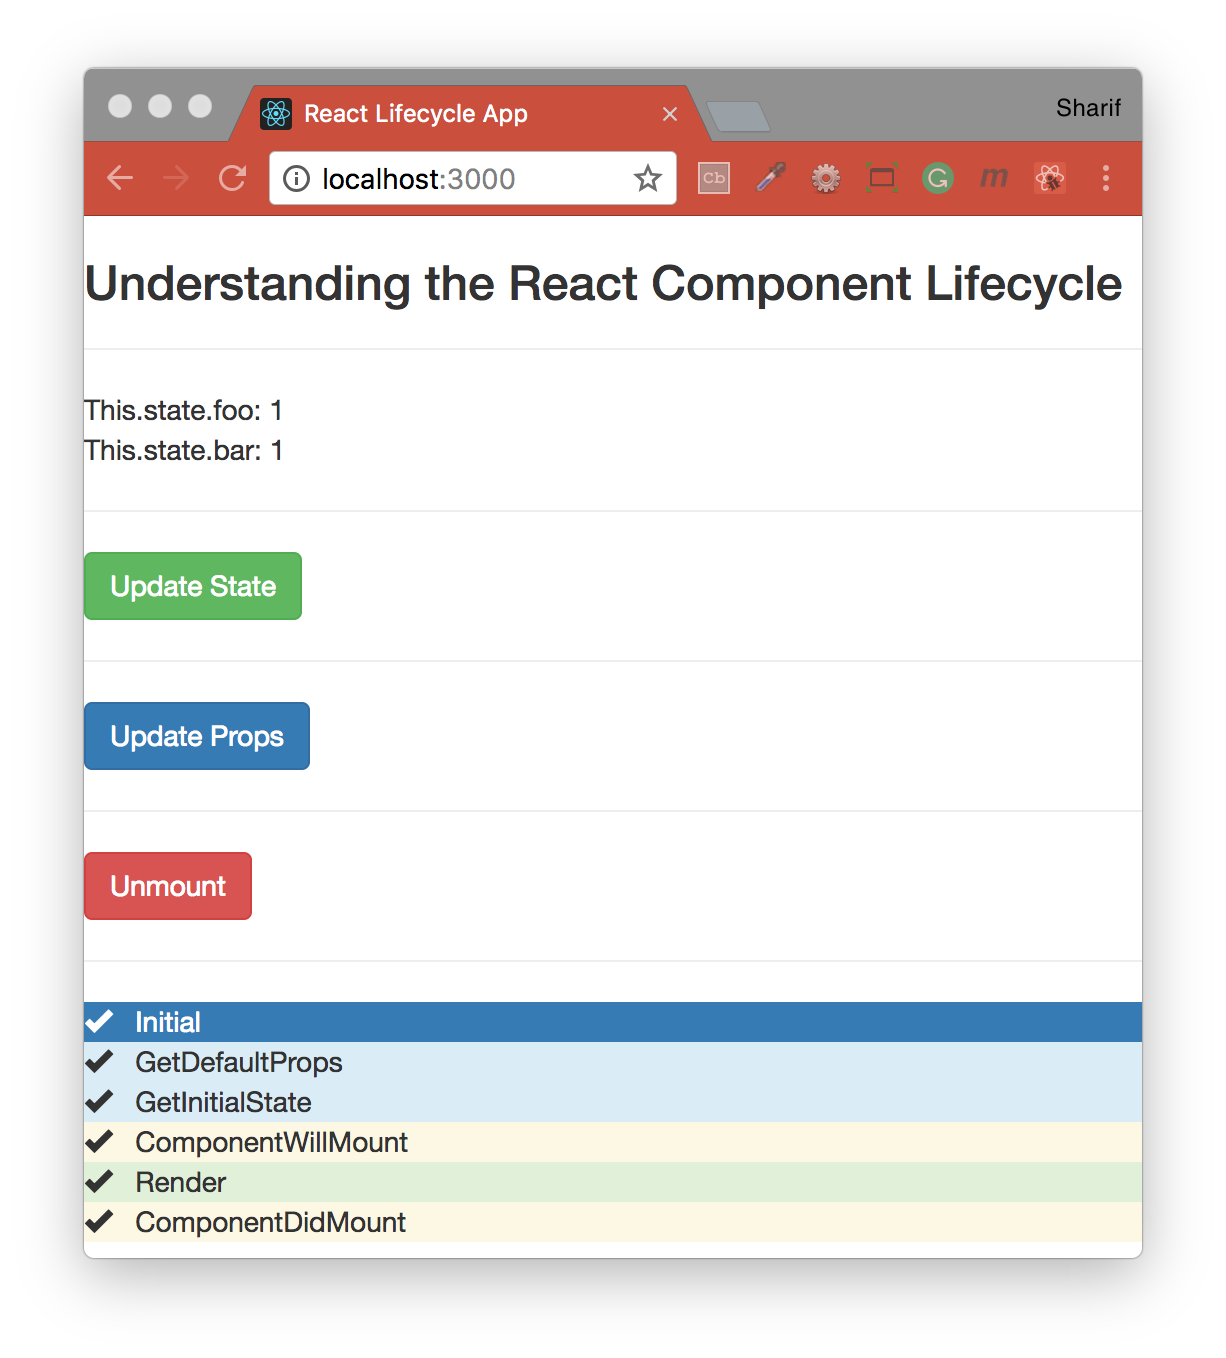 React Lifecycle App
Sharif
localhost:3000
cb
G
m
Understanding the React Component Lifecycle
This.state.foo: 1
This.state.bar: 1
Update State
Update Props
Unmount
Initial
GetDefaultProps
GetInitialState
ComponentWillMount
Render
ComponentDidMount